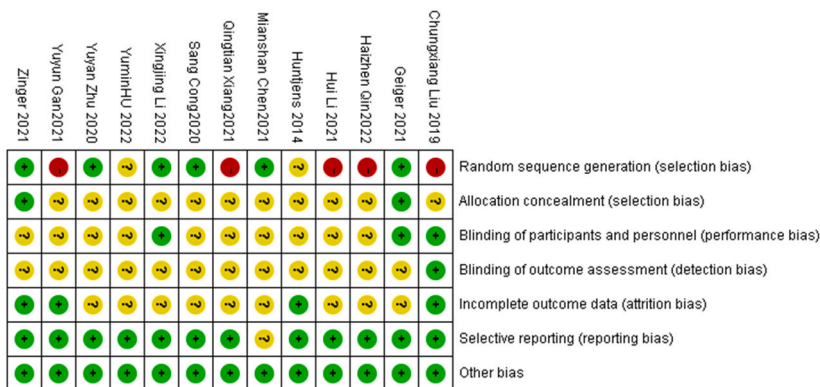 Zinger 2021
Yuyun Gan2021
Yuyan Zhu 2020
YuminHU 2022
Xingjing Li 2022
Sang Cong2020
Qingtian Xiang2021
Mianshan Chen2021
Huntjens 2014
Hui Li 2021
Haizhen Qin2022
Geiger 2021
Chungxiang Liu 2019
+ - + ? + + - + ? - - + - Random sequence generation (selection bias)
+ ? ? ? ? ? ? ? ? ? ? + ? Allocation concealment (selection bias)
? ? ? ? + ? ? ? ? ? ? + + Blinding of participants and personnel (performance bias)
? ? ? ? ? ? ? ? ? ? ? ? + Blinding of outcome assessment (detection bias)
+ + ? ? ? ? ? ? + ? ? ? + Incomplete outcome data (attrition bias)
+ + + + + + + ? + + + + + Selective reporting (reporting bias)
+ + + + + + + + + + + + + Other bias